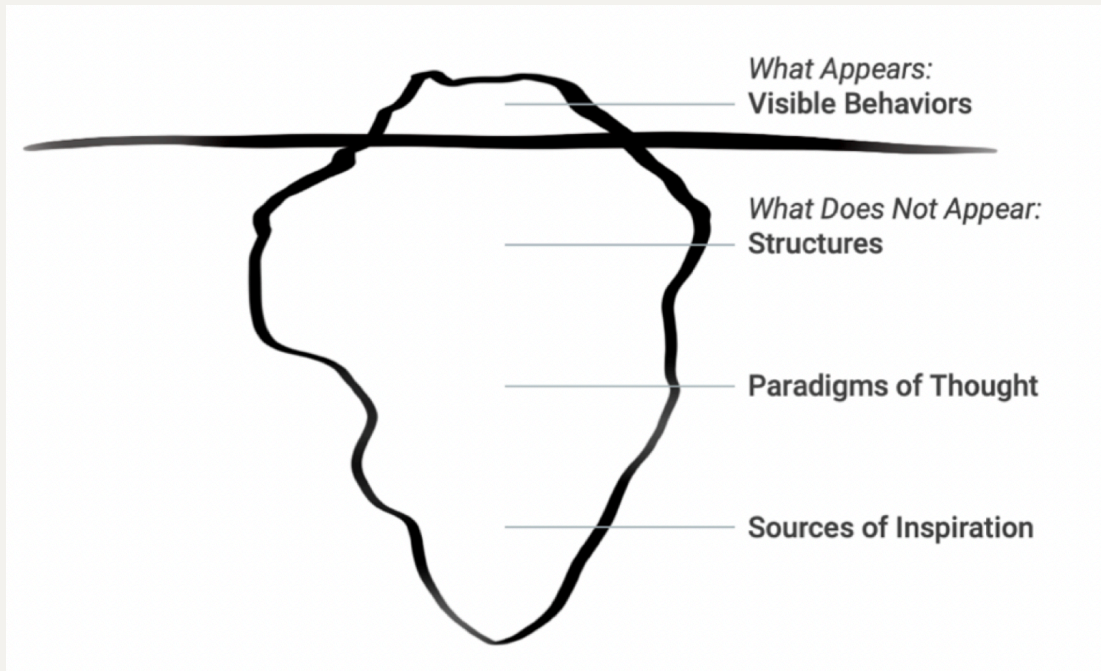 What Appears:
Visible Behaviors
What Does Not Appear:
Structures
Paradigms of Thought
Sources of Inspiration